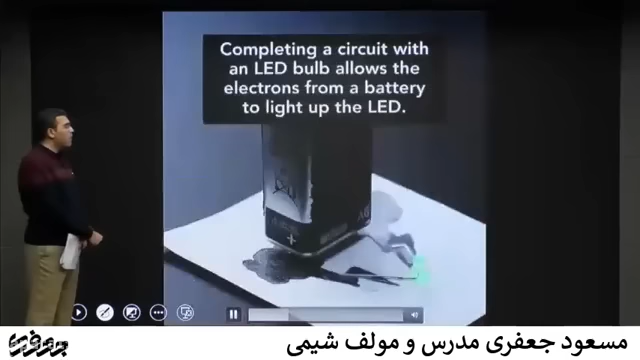 Completing a circuit with
an LED bulb allows the
electrons from a battery
to light up the LED.
+
مسعود جعفری مدرس و مولف شیمی